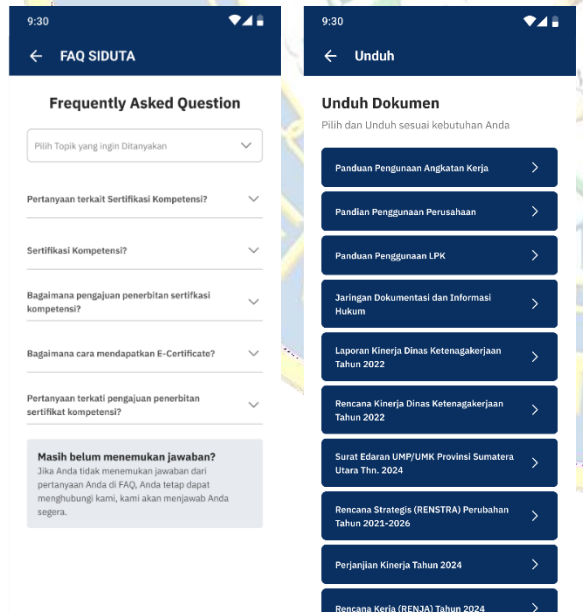 9:30
FAQ SIDUTA
Frequently Asked Question
Pilih Topik yang ingin Ditanyakan
Pertanyaan terkait Sertifikasi Kompetensi?
Sertifikasi Kompetensi?
Bagaimana pengajuan penerbitan sertifkasi
kompetensi?
Bagaimana cara mendapatkan E-Certificate?
Pertanyaan terkati pengajuan penerbitan
sertifikat kompetensi?
Masih belum menemukan jawaban?
Jika Anda tidak menemukan jawaban dari
pertanyaan Anda di FAQ, Anda tetap dapat
menghubungi kami, kami akan menjawab Anda
segera.
9:30
Unduh
Unduh Dokumen
Pilih dan Unduh sesuai kebutuhan Anda
Panduan Pengunaan Angkatan Kerja
Pandian Penggunaan Perusahaan
Panduan Penggunaan LPK
Jaringan Dokumentasi dan Informasi
Hukum
Laporan Kinerja Dinas Ketenagakerjaan
Tahun 2022
Rencana Kinerja Dinas Ketenagakerjaan
Tahun 2022
Surat Edaran UMP/UMK Provinsi Sumatera
Utara Thn. 2024
Rencana Strategis (RENSTRA) Perubahan
Tahun 2021-2026
Perjanjian Kinerja Tahun 2024
Rencana Kerja (RENJA) Tahun 2024